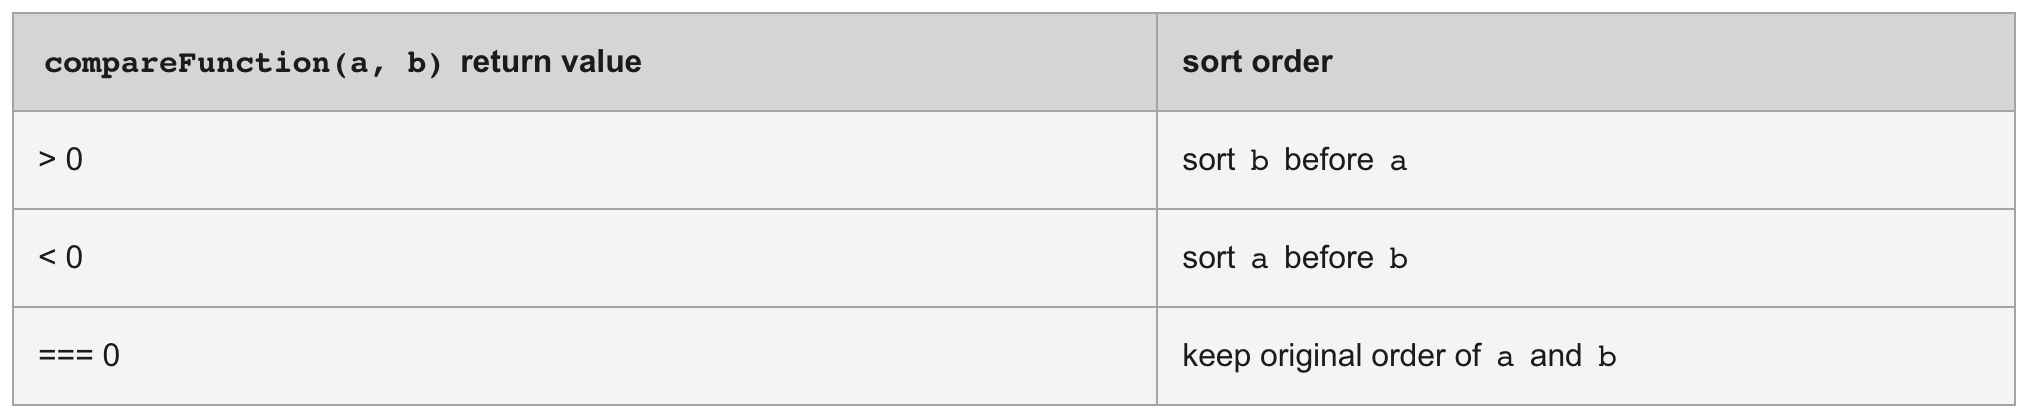 compareFunction(a, b) return value sort order
> 0 sort b before a
< 0 sort a before b
=== 0 keep original order of a and b